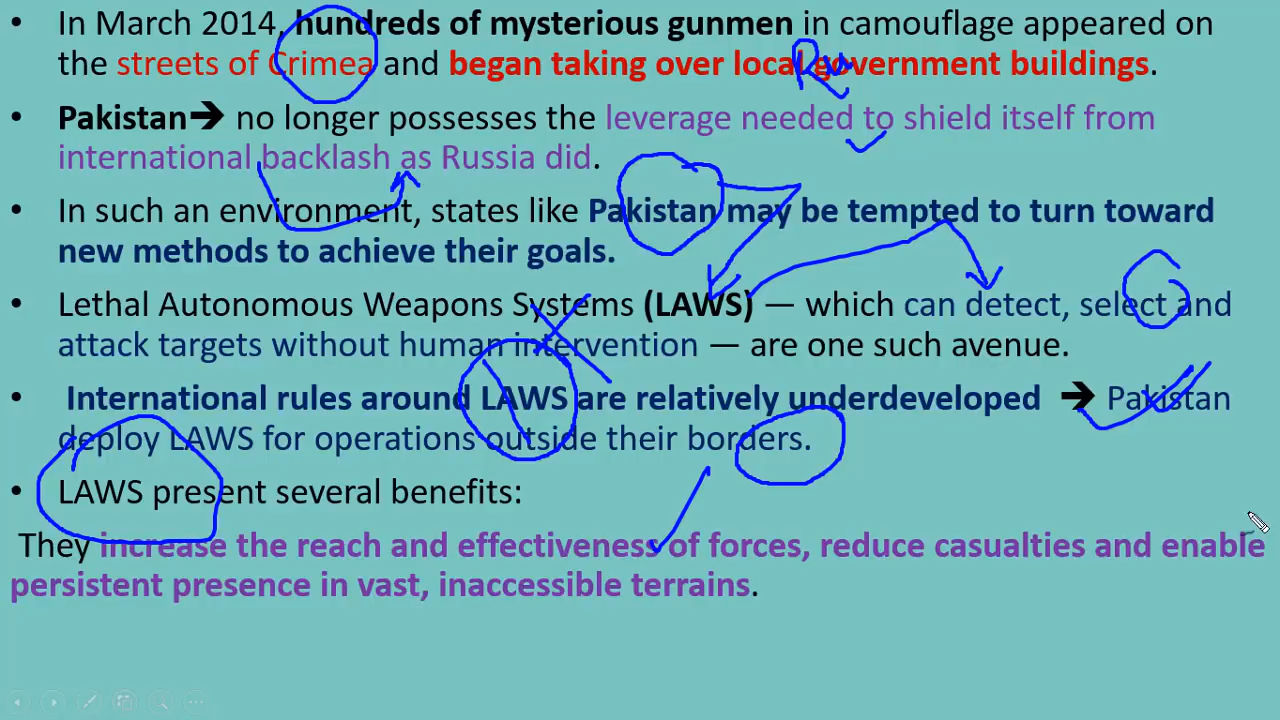 • In March 2014, hundreds of mysterious gunmen in camouflage appeared on
the streets of Crimea and began taking over local government buildings.
Ru
• Pakistan➔ no longer possesses the leverage needed to shield itself from
international backlash as Russia did.
• In such an environment, states like Pakistan may be tempted to turn toward
new methods to achieve their goals.
• Lethal Autonomous Weapons Systems (LAWS) — which can detect, select and
attack targets without human intervention — are one such avenue.
• International rules around LAWS are relatively underdeveloped ➔ Pakistan
deploy LAWS for operations outside their borders.
• LAWS present several benefits:
They increase the reach and effectiveness of forces, reduce casualties and enable
persistent presence in vast, inaccessible terrains.